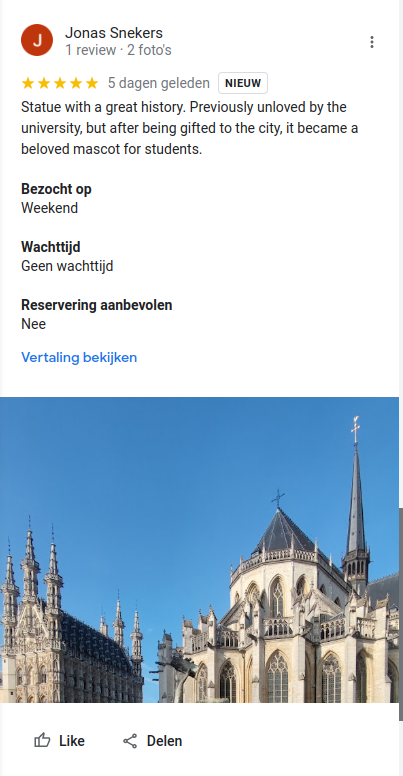 J
Jonas Snekers
1 review · 2 foto's
5 dagen geleden NIEUW
Statue with a great history. Previously unloved by the
university, but after being gifted to the city, it became a
beloved mascot for students.
Bezocht op
Weekend
Wachttijd
Geen wachttijd
Reservering aanbevolen
Nee
Vertaling bekijken
Like Delen